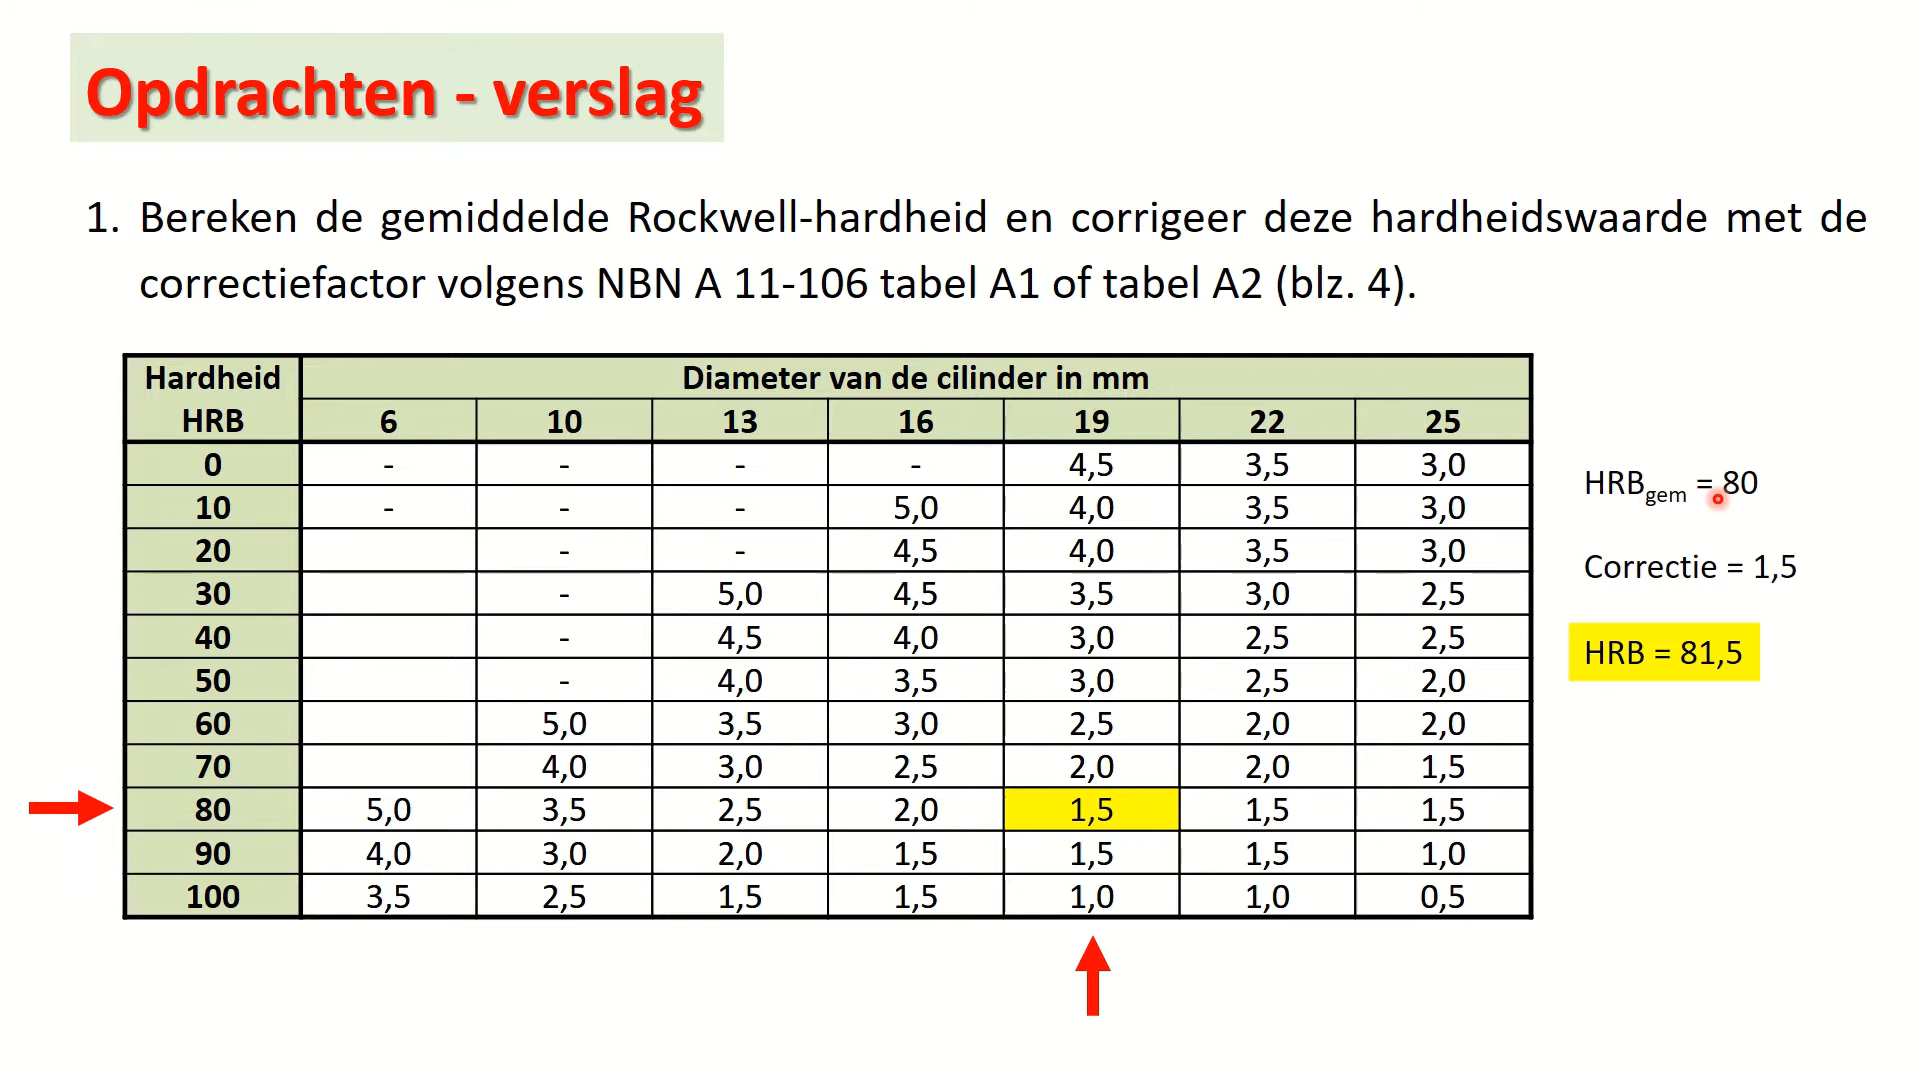 Opdrachten - verslag
1. Bereken de gemiddelde Rockwell-hardheid en corrigeer deze hardheidswaarde met de
correctiefactor volgens NBN A 11-106 tabel A1 of tabel A2 (blz. 4).
Hardheid HRB Diameter van de cilinder in mm
6 10 13 16 19 22 25
0 - - - - 4,5 3,5 3,0
10 - - - 5,0 4,0 3,5 3,0
20 - - 4,5 4,0 3,5 3,0
30 - 5,0 4,5 3,5 3,0 2,5
40 - 4,5 4,0 3,0 2,5 2,5
50 - 4,0 3,5 3,0 2,5 2,0
60 5,0 3,5 3,0 2,5 2,0 2,0
70 4,0 3,0 2,5 2,0 2,0 1,5
80 5,0 3,5 2,5 2,0 1,5 1,5 1,5
90 4,0 3,0 2,0 1,5 1,5 1,5 1,0
100 3,5 2,5 1,5 1,5 1,0 1,0 0,5
HRBgem = 80
Correctie = 1,5
HRB = 81,5